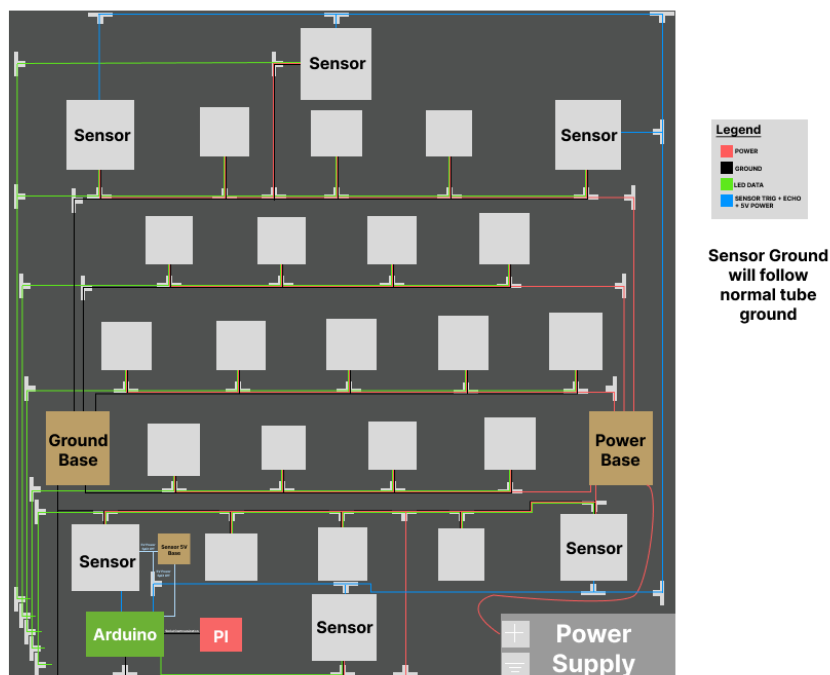 Sensor
Sensor
Sensor
Legend
POWER
GROUND
LED DATA
SENSOR TRIG + ECHO
+ 5V POWER
Sensor Ground
will follow
normal tube
ground
Ground
Base
Power
Base
Sensor
Sensor 5V
Base
Sensor
Arduino
PI
Sensor
Power
Supply